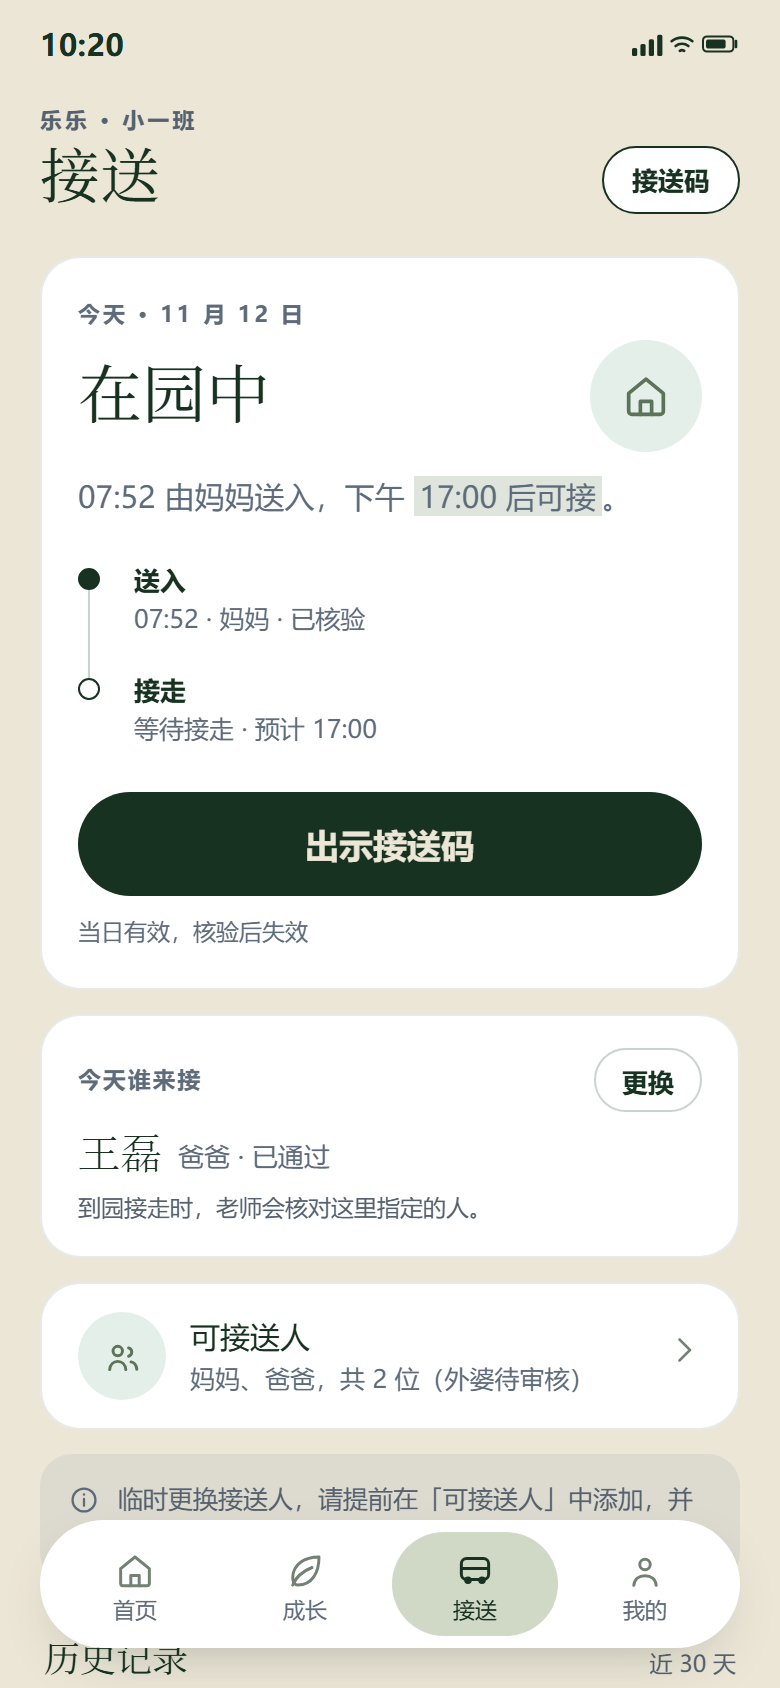 10:20
乐乐 • 小一班
接送
接送码
今天 • 11 月 12 日
在园中
07:52 由妈妈送入，下午 17:00 后可接。
送入
07:52 · 妈妈 · 已核验
接走
等待接走 · 预计 17:00
出示接送码
当日有效，核验后失效
今天谁来接
更换
王磊 爸爸 · 已通过
到园接走时，老师会核对这里指定的人。
可接送人
妈妈、爸爸，共 2 位（外婆待审核）
临时更换接送人，请提前在「可接送人」中添加，并
首页
成长
接送
我的
历史记录
近 30 天